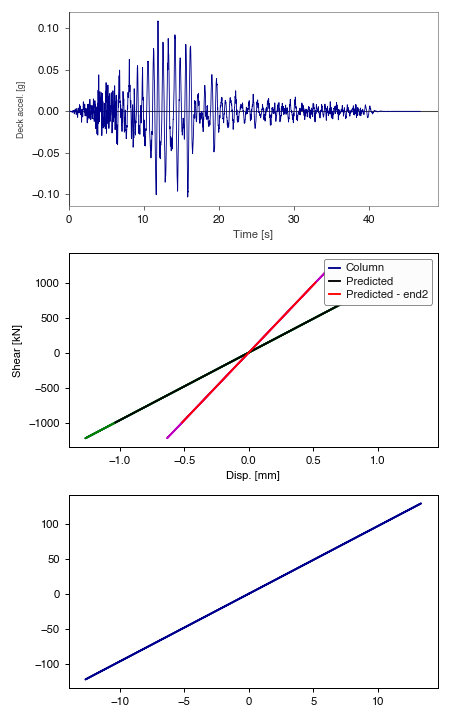 0.10
0.05
0.00
−0.05
−0.10
Deck accel. [g]
0 10 20 30 40
Time [s]
1000
500
0
−500
−1000
Shear [kN]
Column
Predicted
Predicted - end2
−1.0 −0.5 0.0 0.5 1.0
Disp. [mm]
100
50
0
−50
−100
−10 −5 0 5 10